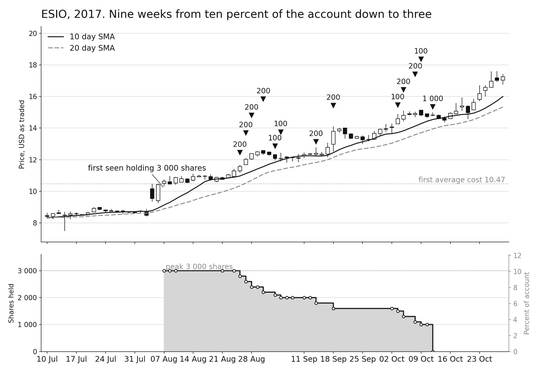 ESIO, 2017. Nine weeks from ten percent of the account down to three
10 day SMA
20 day SMA
Price, USD as traded
20
18
16
14
12
10
8
100
200
200
200
100
1 000
200
200
200
100
100
200
200
first seen holding 3 000 shares
first average cost 10.47
Shares held
3 000
2 000
1 000
0
peak 3 000 shares
12
10
8
6
4
2
0
Percent of account
10 Jul
17 Jul
24 Jul
31 Jul
07 Aug
14 Aug
21 Aug
28 Aug
11 Sep
18 Sep
25 Sep
02 Oct
09 Oct
16 Oct
23 Oct